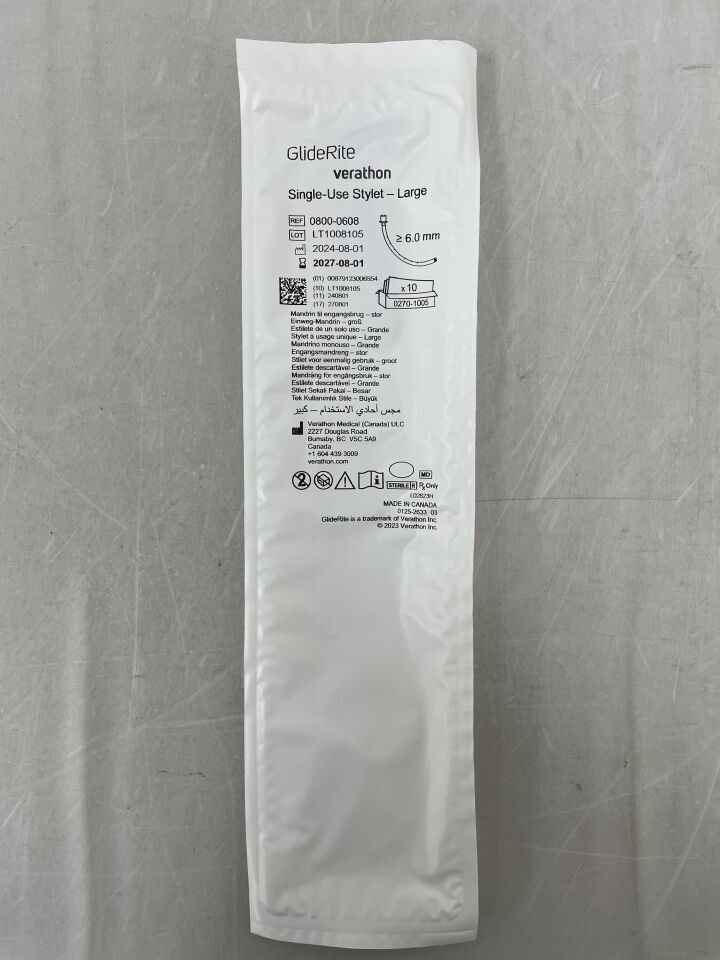 GlideRite
verathon
Single-Use Stylet – Large
REF 0800-0608
LOT LT1008105
≥ 6.0 mm
2024-08-01
2027-08-01
(01) 00879123006554
(10) LT1008105
(11) 240801
(17) 270801
x 10
0270-1005
Mandrin til engangsbrug – stor
Einweg-Mandrin – groß
Estilete de un solo uso – Grande
Stylet à usage unique – Large
Mandrino monouso – Grande
Engangsmandreng – stor
Stilet voor eenmalig gebruik – groot
Estilete descartável – Grande
Mandräng för engångsbruk – stor
Estilete descartável – Grande
Stilet Sekali Pakai – Besar
Tek Kullanımlık Stile – Büyük
مجس أحادي الاستخدام – كبير
Verathon Medical (Canada) ULC
2227 Douglas Road
Burnaby, BC V5C 5A9
Canada
+1 604 439 3009
verathon.com
MD
2
STERILE R Rx Only
L02823H
MADE IN CANADA
0125-2633 03
GlideRite is a trademark of Verathon Inc.
© 2023 Verathon Inc.